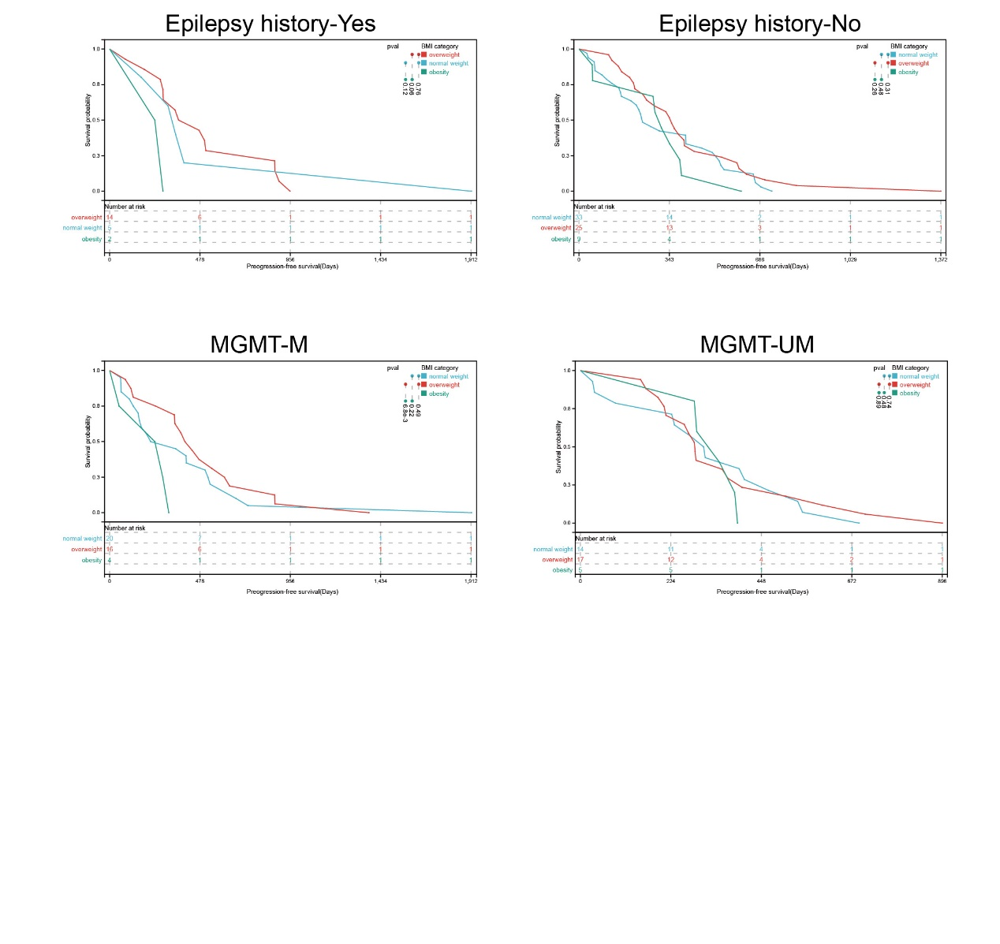 Epilepsy history-Yes
pval BMI category
overweight
normal weight
obesity
0.12 0.06 0.76
1.0
0.8
0.5
0.3
0.0
Survival probability
Number at risk
overweight 14 6 1 1 1
normal weight 5 1 1 1 1
obesity 2 1 1 1 1
0 478 956 1,434 1,912
Preogression-free survival(Days)
Epilepsy history-No
pval BMI category
normal weight
overweight
obesity
0.26 0.48 0.31
1.0
0.8
0.5
0.3
0.0
Survival probability
Number at risk
normal weight 33 14 2 1 1
overweight 25 13 3 1 1
obesity 9 4 1 1 1
0 343 686 1,029 1,372
Preogression-free survival(Days)
MGMT-M
pval BMI category
normal weight
overweight
obesity
6.8e-3 0.22 0.49
1.0
0.8
0.5
0.3
0.0
Survival probability
Number at risk
normal weight 20 7 1 1 1
overweight 16 6 1 1 1
obesity 4 1 1 1 1
0 478 956 1,434 1,912
Preogression-free survival(Days)
MGMT-UM
pval BMI category
normal weight
overweight
obesity
0.89 0.48 0.74
1.0
0.8
0.5
0.3
0.0
Survival probability
Number at risk
normal weight 14 11 4 1 1
overweight 17 12 4 2 1
obesity 5 5 1 1 1
0 224 448 672 896
Preogression-free survival(Days)